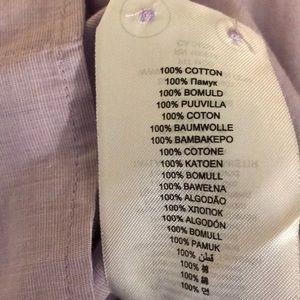 100% COTTON
100% Памук
100% BOMULD
100% PUUVILLA
100% COTON
100% BAUMWOLLE
100% BAMBAKEPO
100% COTONE
100% KATOEN
100% BOMULL
100% BAWEŁNA
100% ALGODÃO
100% ХЛОПОК
100% ALGODÓN
100% BOMULL
100% PAMUK
100% قطن
100% 棉
100% 綿
100% 면